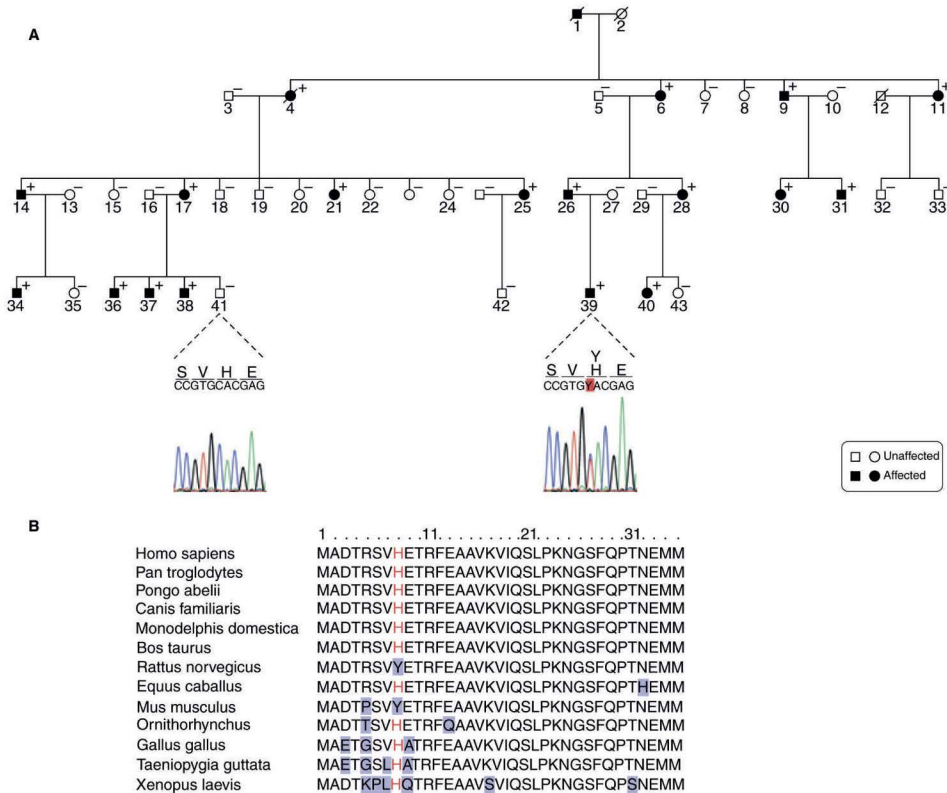 A
1 2
− + − + − − + − +
3 4 5 6 7 8 9 10 12 11
+ − − − + − − − + − − − − + + − − + + + − −
14 13 15 16 17 18 19 20 21 22 24 25 26 27 29 28 30 31 32 33
+ − + + + − − + + −
34 35 36 37 38 41 42 39 40 43
S V H E
CCGTGCACGAG
Y
S V H E
CCGTGYACGAG
Unaffected
Affected
B
1 . . . . . . . . .11. . . . . . . . .21. . . . . . . . .31. . . .
Homo sapiens MADTRSVHETRFEAAVKVIQSLPKNGSFQPTNEMM
Pan troglodytes MADTRSVHETRFEAAVKVIQSLPKNGSFQPTNEMM
Pongo abelii MADTRSVHETRFEAAVKVIQSLPKNGSFQPTNEMM
Canis familiaris MADTRSVHETRFEAAVKVIQSLPKNGSFQPTNEMM
Monodelphis domestica MADTRSVHETRFEAAVKVIQSLPKNGSFQPTNEMM
Bos taurus MADTRSVHETRFEAAVKVIQSLPKNGSFQPTNEMM
Rattus norvegicus MADTRSVYETRFEAAVKVIQSLPKNGSFQPTNEMM
Equus caballus MADTRSVHETRFEAAVKVIQSLPKNGSFQPTHEMM
Mus musculus MADTPSVYETRFEAAVKVIQSLPKNGSFQPTNEMM
Ornithorhynchus MADTTSVHETRFQAAVKVIQSLPKNGSFQPTNEMM
Gallus gallus MAETGSVHATRFEAAVKVIQSLPKNGSFQPTNEMM
Taeniopygia guttata MAETGSLHATRFEAAVKVIQSLPKNGSFQPTNEMM
Xenopus laevis MADTKPLHQTRFEAAVSVIQSLPKNGSFQPSNEMM